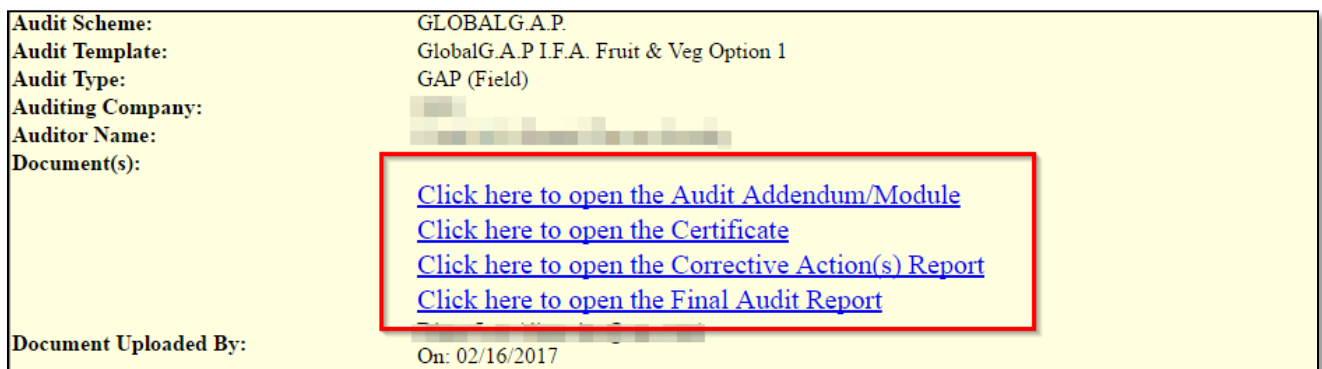 Audit Scheme: GLOBALG.A.P.
Audit Template: GlobalG.A.P I.F.A. Fruit & Veg Option 1
Audit Type: GAP (Field)
Auditing Company:
Auditor Name:
Document(s):
Click here to open the Audit Addendum/Module
Click here to open the Certificate
Click here to open the Corrective Action(s) Report
Click here to open the Final Audit Report
Document Uploaded By:
On: 02/16/2017